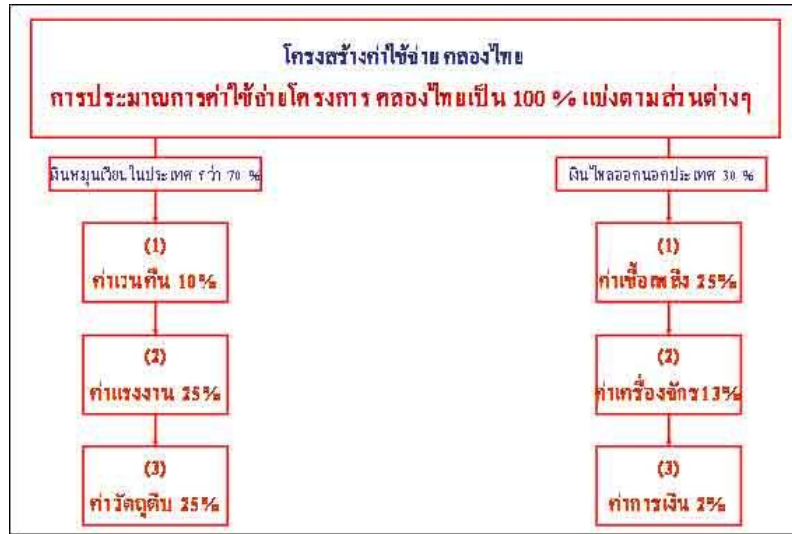 โครงสร้างค่าใช้จ่าย คลองไทย
การประมาณการค่าใช้จ่ายโครงการ คลองไทยเป็น 100 % แบ่งตามส่วนต่างๆ
เงินหมุนเวียนในประเทศ กว่า 70 %
เงินไหลออกนอกประเทศ 30 %
(1)
ค่าเวนคืน 10%
(1)
ค่าเชื้อเพลิง 25%
(2)
ค่าแรงงาน 25%
(2)
ค่าเครื่องจักร13%
(3)
ค่าวัตถุดิบ 25%
(3)
ค่าการเงิน 2%